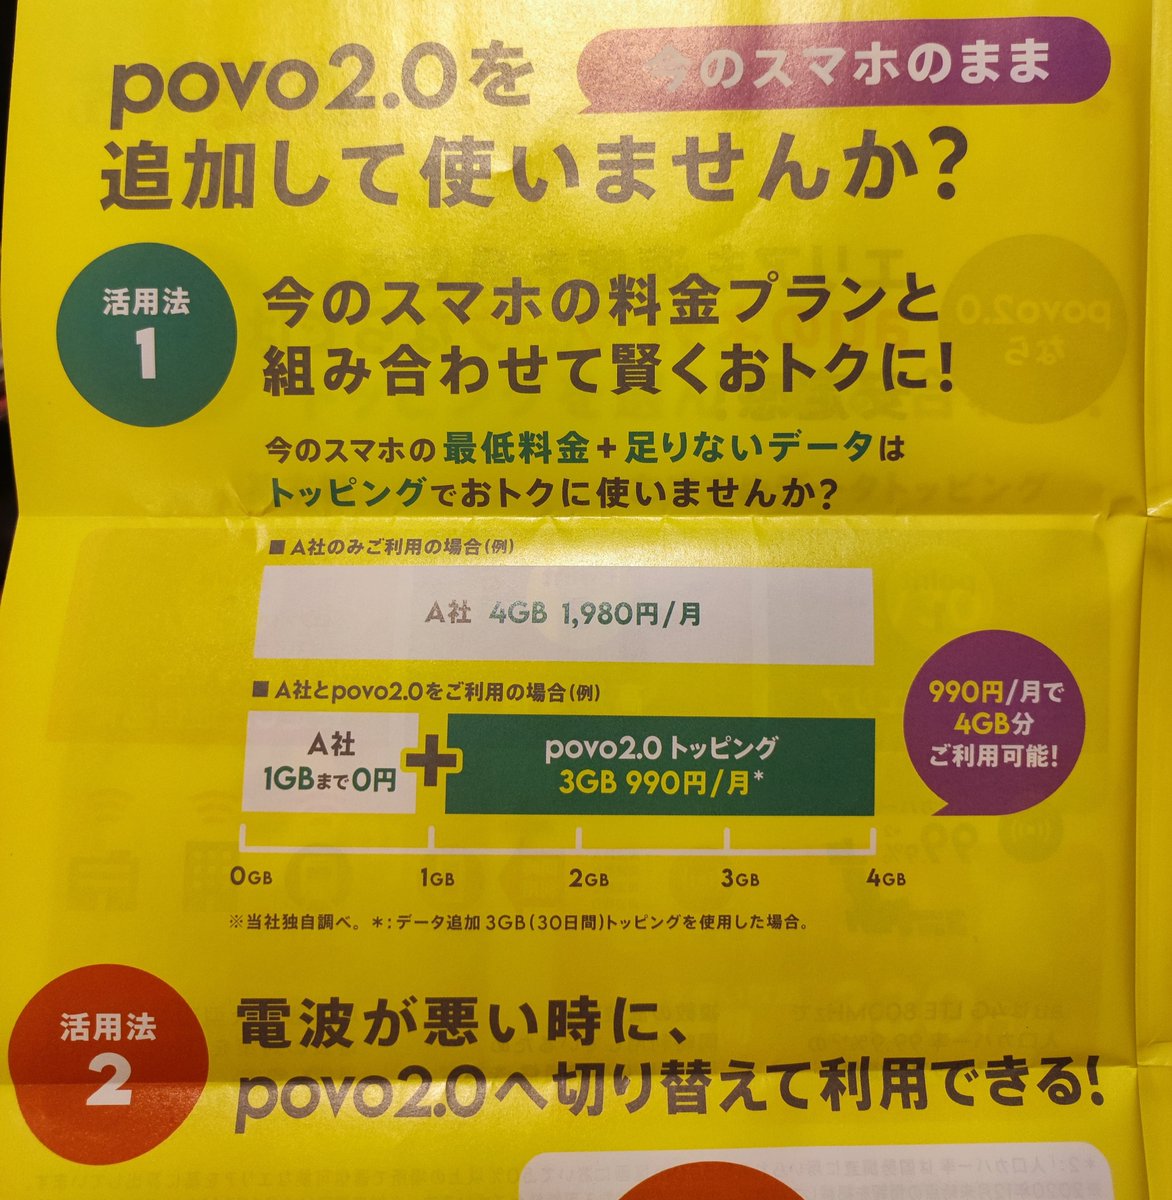 povo2.0を
今のスマホのまま
追加して使いませんか?
活用法
1
今のスマホの料金プランと
組み合わせて賢くおトクに!
今のスマホの最低料金+足りないデータは
トッピングでおトクに使いませんか?
■A社のみご利用の場合(例)
A社 4GB 1,980円/月
■A社とpovo2.0をご利用の場合(例)
A社
1GBまで0円
+
povo2.0トッピング
3GB 990円/月*
990円/月で
4GB分
ご利用可能!
0GB 1GB 2GB 3GB 4GB
※当社独自調べ。*:データ追加3GB(30日間)トッピングを使用した場合。
活用法
2
電波が悪い時に、
povo2.0へ切り替えて利用できる!